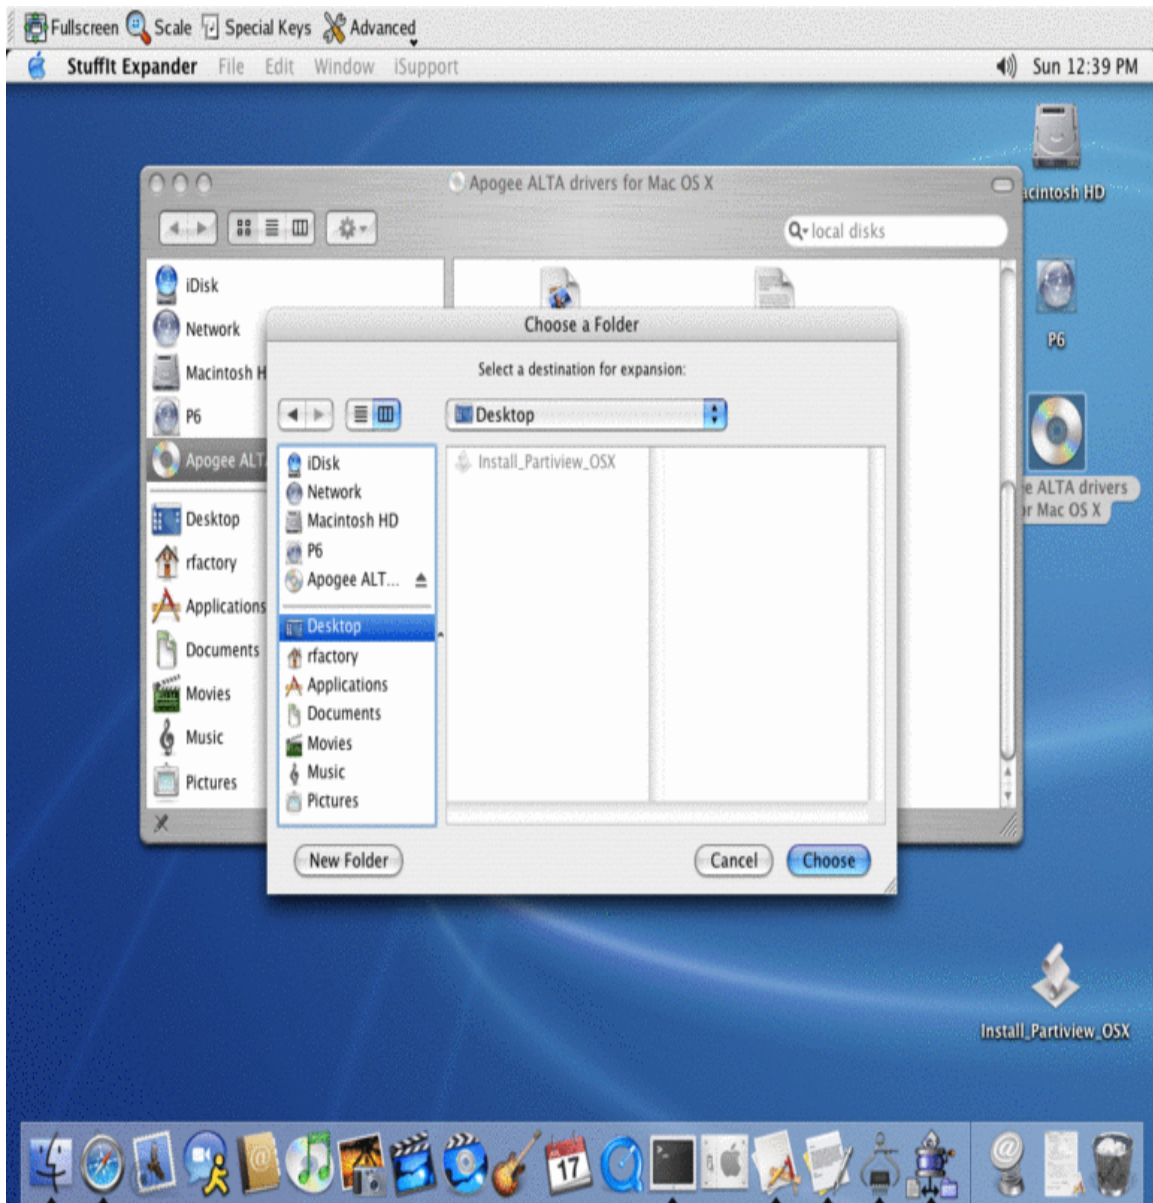 Fullscreen Scale Special Keys Advanced
StuffIt Expander File Edit Window iSupport Sun 12:39 PM
Macintosh HD
Apogee ALTA drivers for Mac OS X
local disks
iDisk
Network
Macintosh H
P6
Apogee ALT
Desktop
rfactory
Applications
Documents
Movies
Music
Pictures
Choose a Folder
Select a destination for expansion:
Desktop
iDisk
Network
Macintosh HD
P6
Apogee ALT...
Desktop
rfactory
Applications
Documents
Movies
Music
Pictures
Install_Partiview_OSX
New Folder Cancel Choose
P6
e ALTA drivers
or Mac OS X
Install_Partiview_OSX
JUL
17